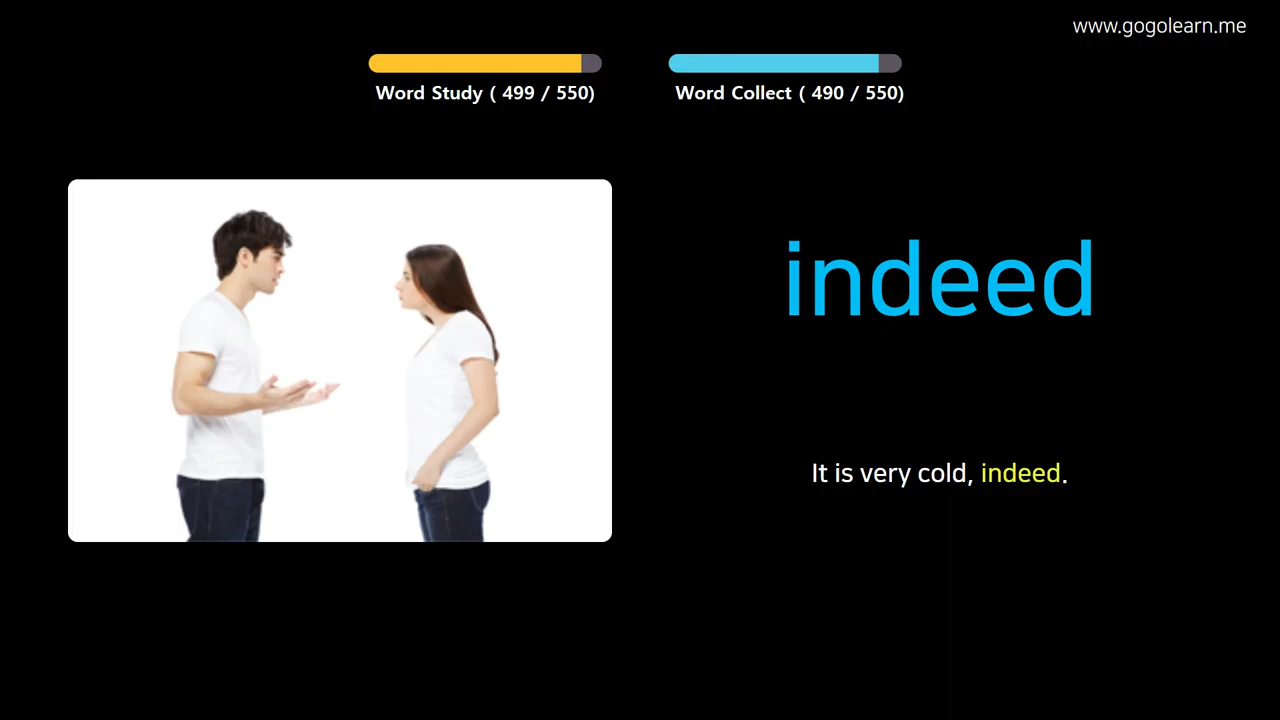 www.gogolearn.me
Word Study ( 499 / 550)
Word Collect ( 490 / 550)
indeed
It is very cold, indeed.